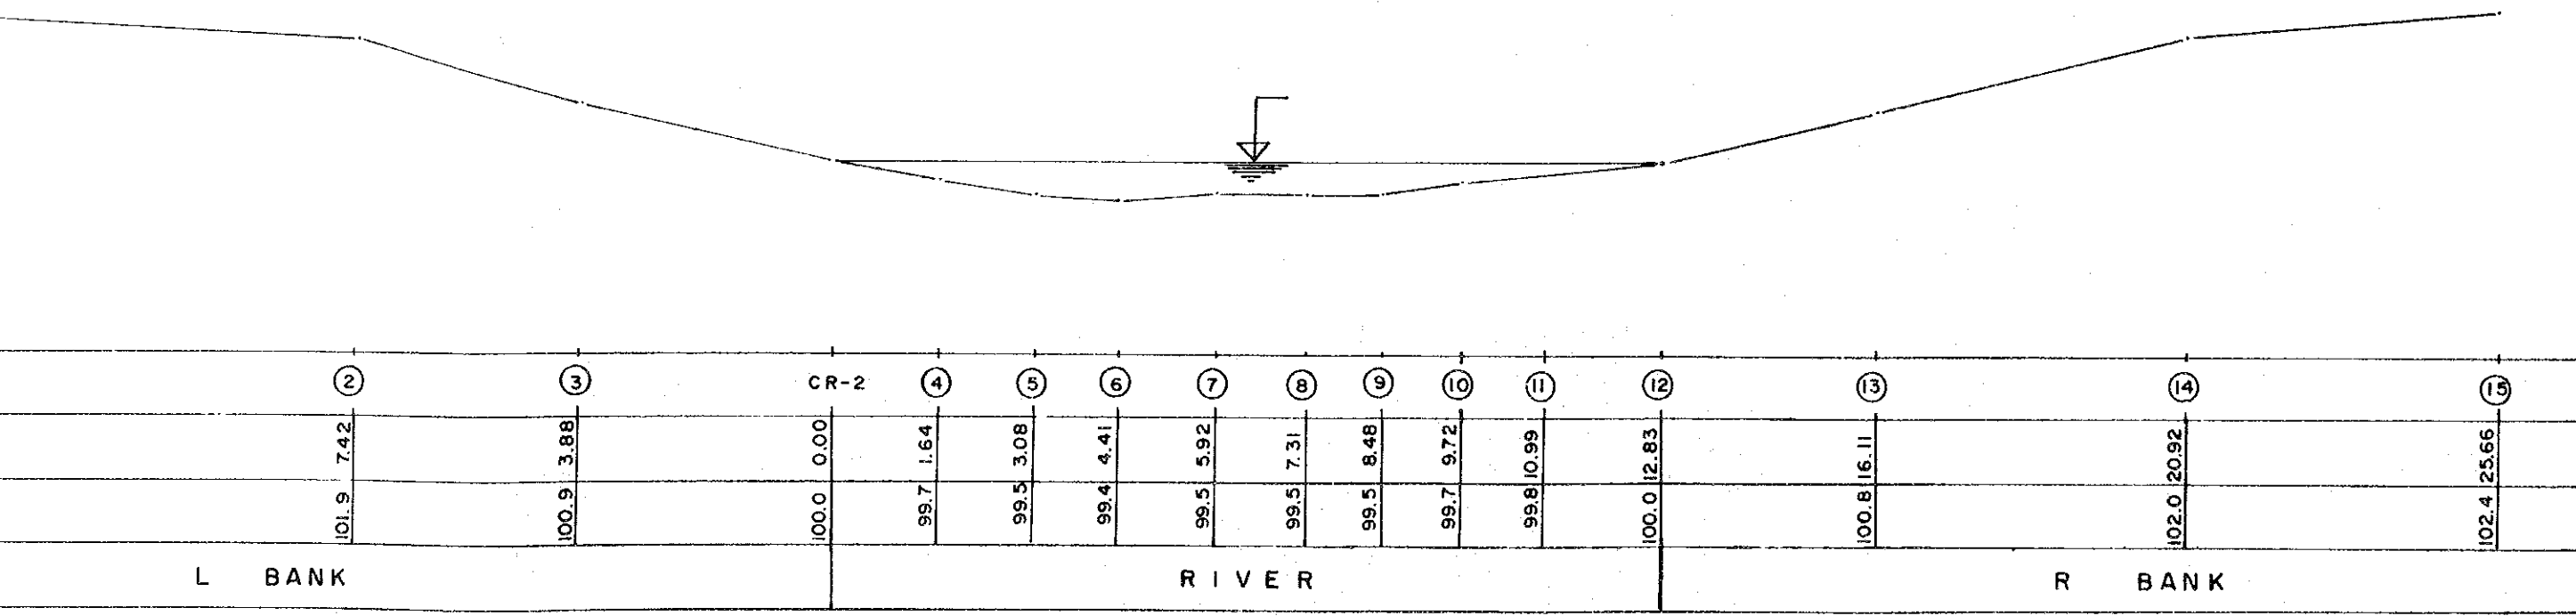 2 3 CR-2 4 5 6 7 8 9 10 11 12 13 14 15
7.42 3.88 0.00 1.64 3.08 4.41 5.92 7.31 8.48 9.72 10.99 12.83 16.11 20.92 25.66
101.9 100.9 100.0 99.7 99.5 99.4 99.5 99.5 99.5 99.7 99.8 100.0 100.8 102.0 102.4
L BANK RIVER R BANK